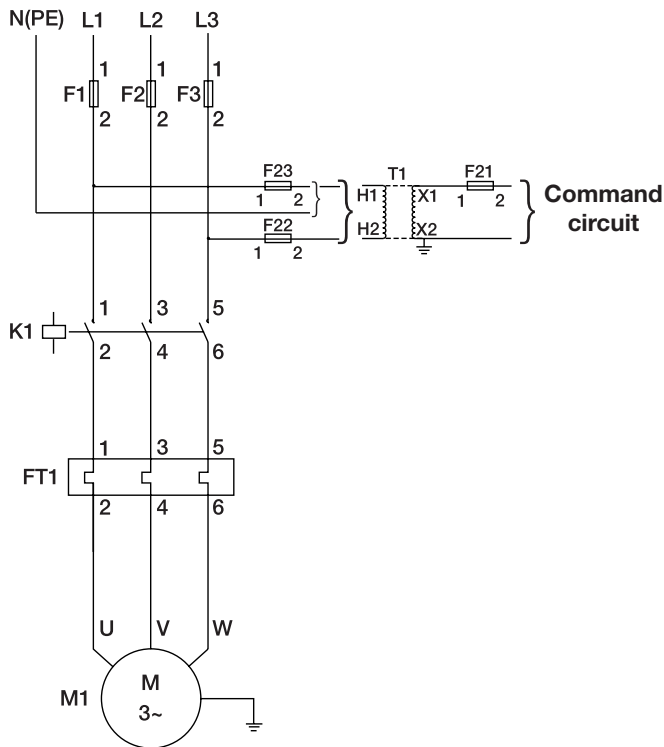 N(PE) L1 L2 L3
1 1 1
F1 F2 F3
2 2 2
F23 T1 F21
1 2 H1 X1 1 2
Command
circuit
F22 H2 X2
1 2
1 3 5
K1
2 4 6
1 3 5
FT1
2 4 6
U V W
M1 M
3~